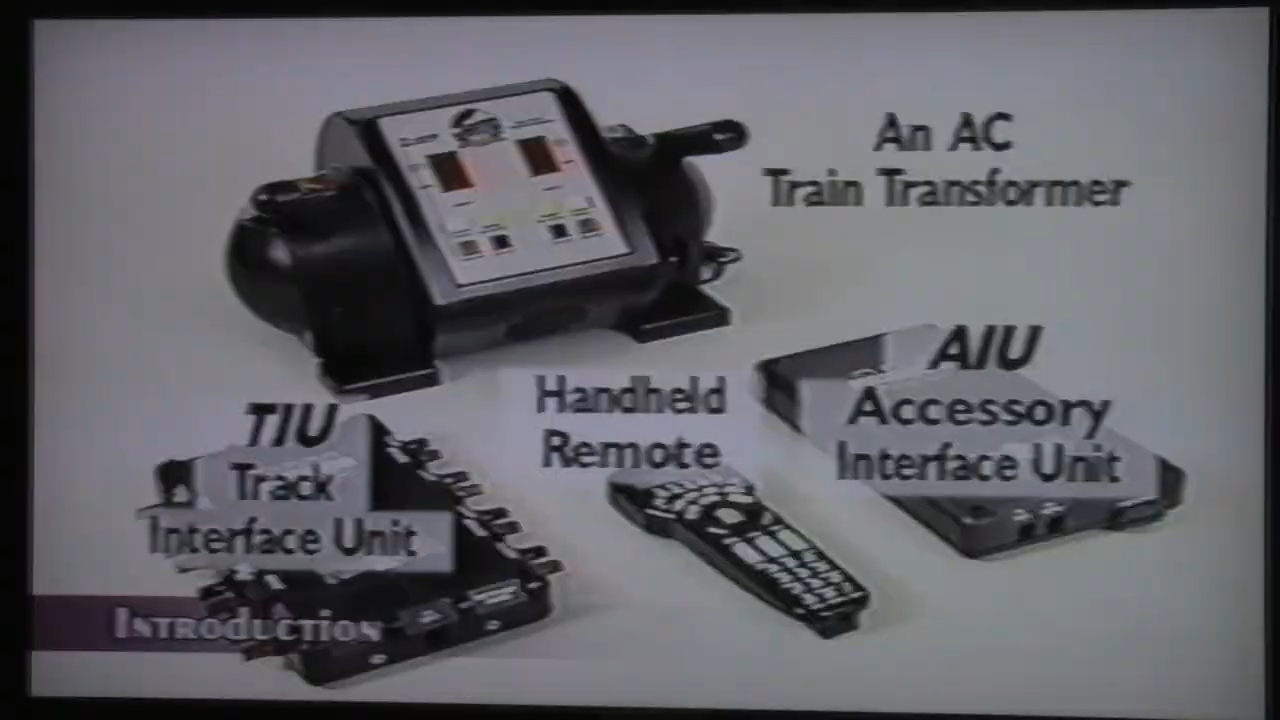 An AC
Train Transformer
AIU
Accessory
Interface Unit
Handheld
Remote
TIU
Track
Interface Unit
INTRODUCTION